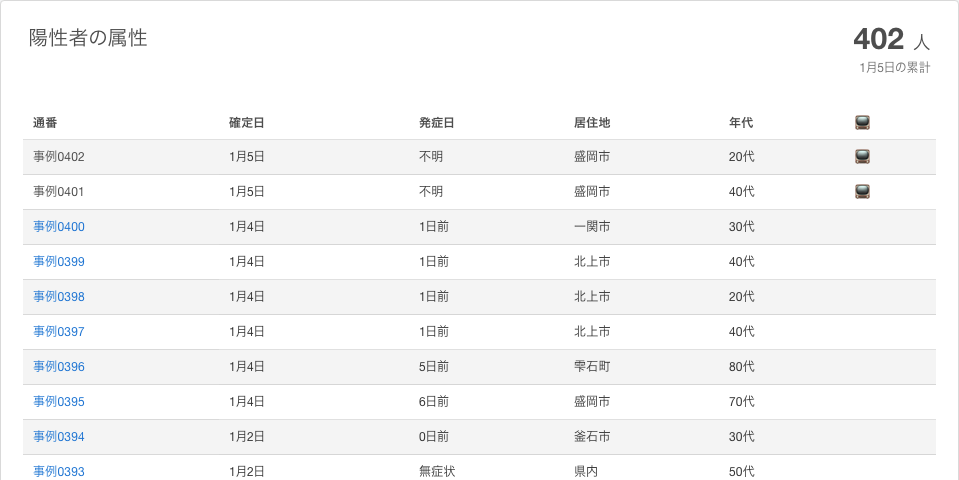 陽性者の属性
402 人
1月5日の累計
通番 確定日 発症日 居住地 年代
事例0402 1月5日 不明 盛岡市 20代
事例0401 1月5日 不明 盛岡市 40代
事例0400 1月4日 1日前 一関市 30代
事例0399 1月4日 1日前 北上市 40代
事例0398 1月4日 1日前 北上市 20代
事例0397 1月4日 1日前 北上市 40代
事例0396 1月4日 5日前 雫石町 80代
事例0395 1月4日 6日前 盛岡市 70代
事例0394 1月2日 0日前 釜石市 30代
事例0393 1月2日 無症状 県内 50代